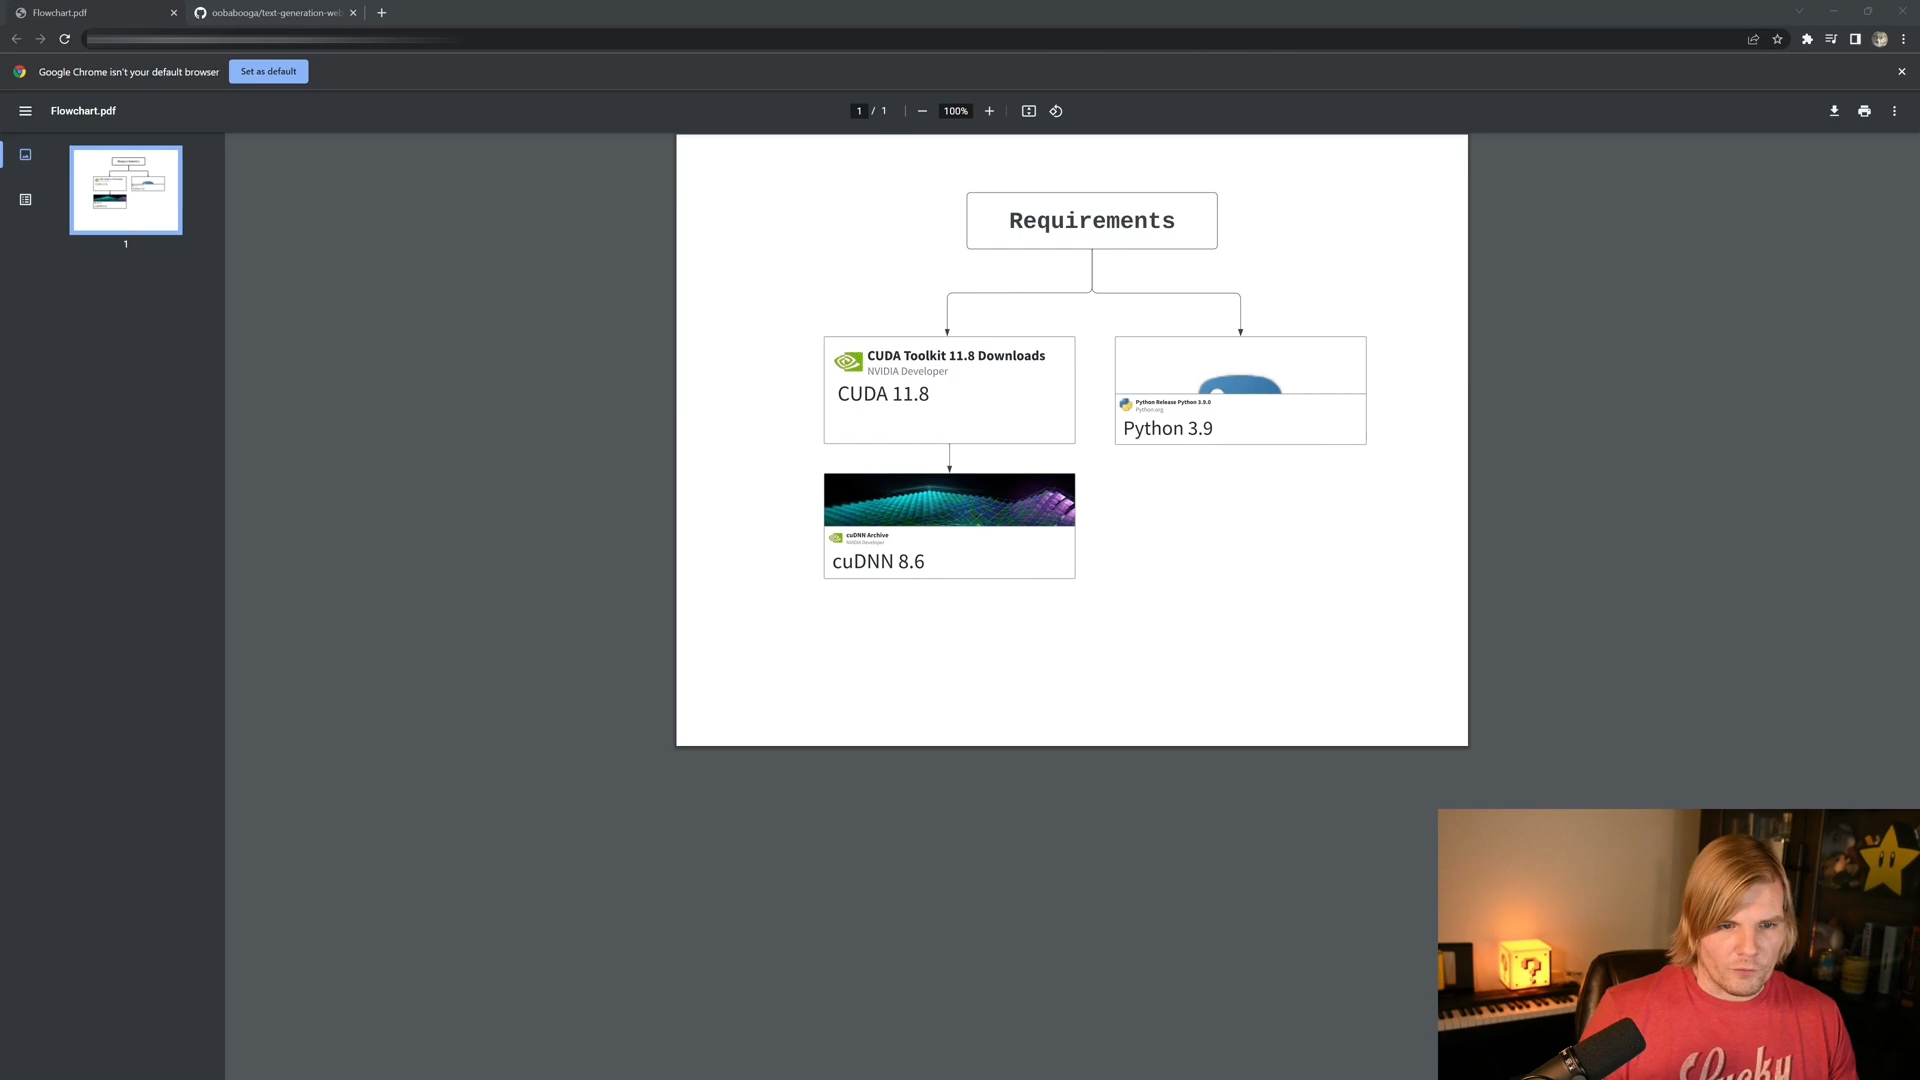 Flowchart.pdf
oobabooga/text-generation-web
Google Chrome isn't your default browser
Set as default
Flowchart.pdf
1 / 1
100%
1
Requirements
CUDA Toolkit 11.8 Downloads
NVIDIA Developer
CUDA 11.8
Python Release Python 3.9.0
Python.org
Python 3.9
cuDNN Archive
NVIDIA Developer
cuDNN 8.6
?
Lucky